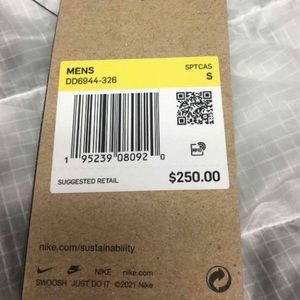 MENS
SPTCAS
DD6944-326
S
1 95239 08092 0
SUGGESTED RETAIL
$250.00
nike.com/sustainability
NIKE nike.com
SWOOSH JUST DO IT ©2021 Nike